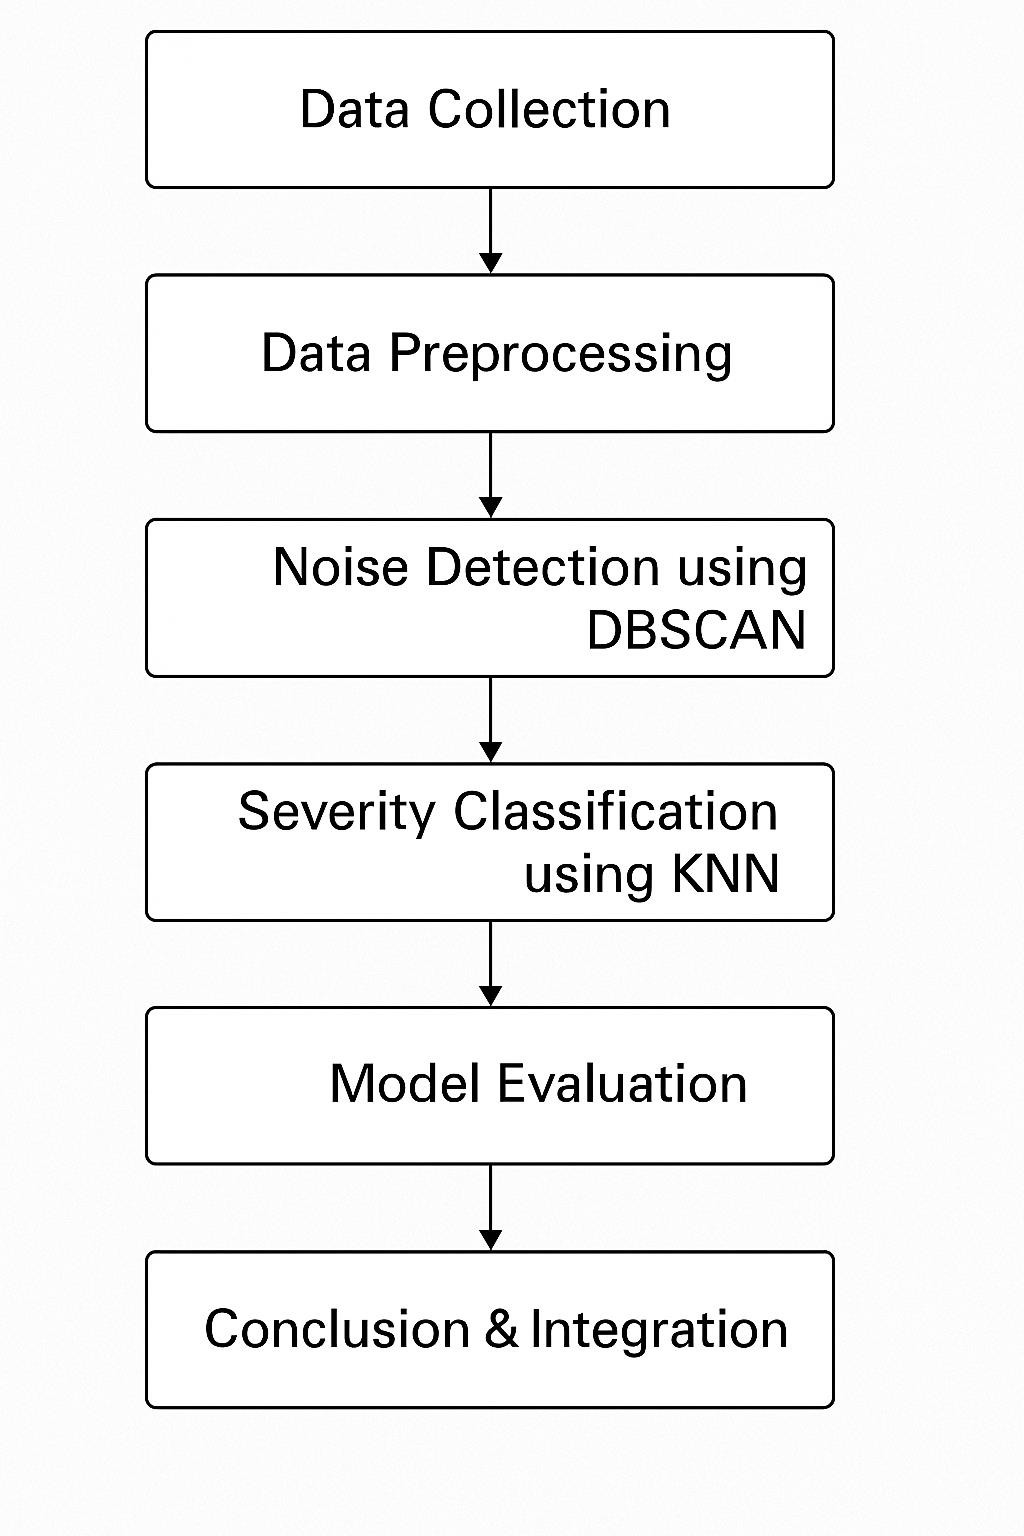 Data Collection
Data Preprocessing
Noise Detection using
DBSCAN
Severity Classification
using KNN
Model Evaluation
Conclusion & Integration